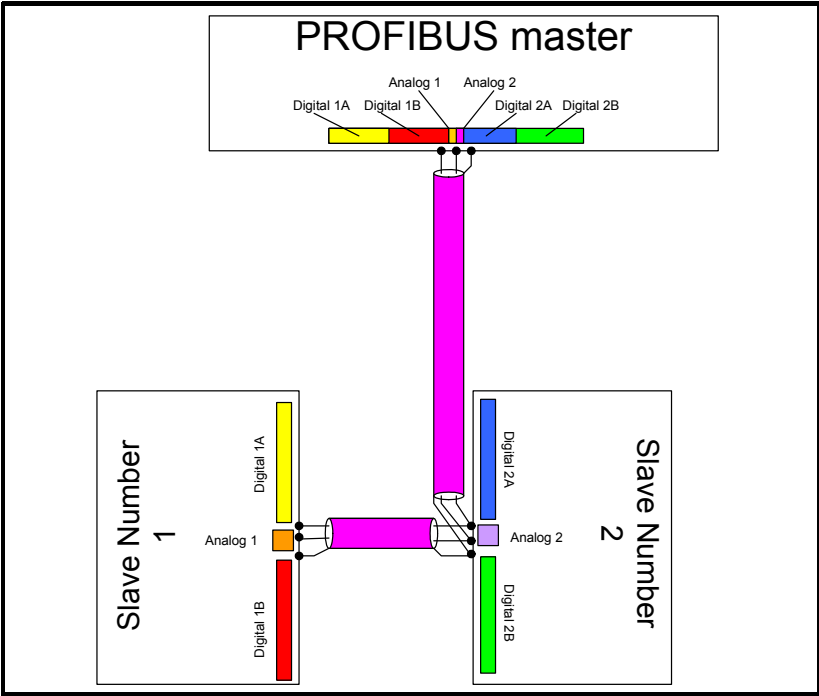 PROFIBUS master
Analog 1 Analog 2
Digital 1A Digital 1B Digital 2A Digital 2B
Slave Number
1
Digital 1A
Analog 1
Digital 1B
Digital 2A
Analog 2
Digital 2B
Slave Number
2